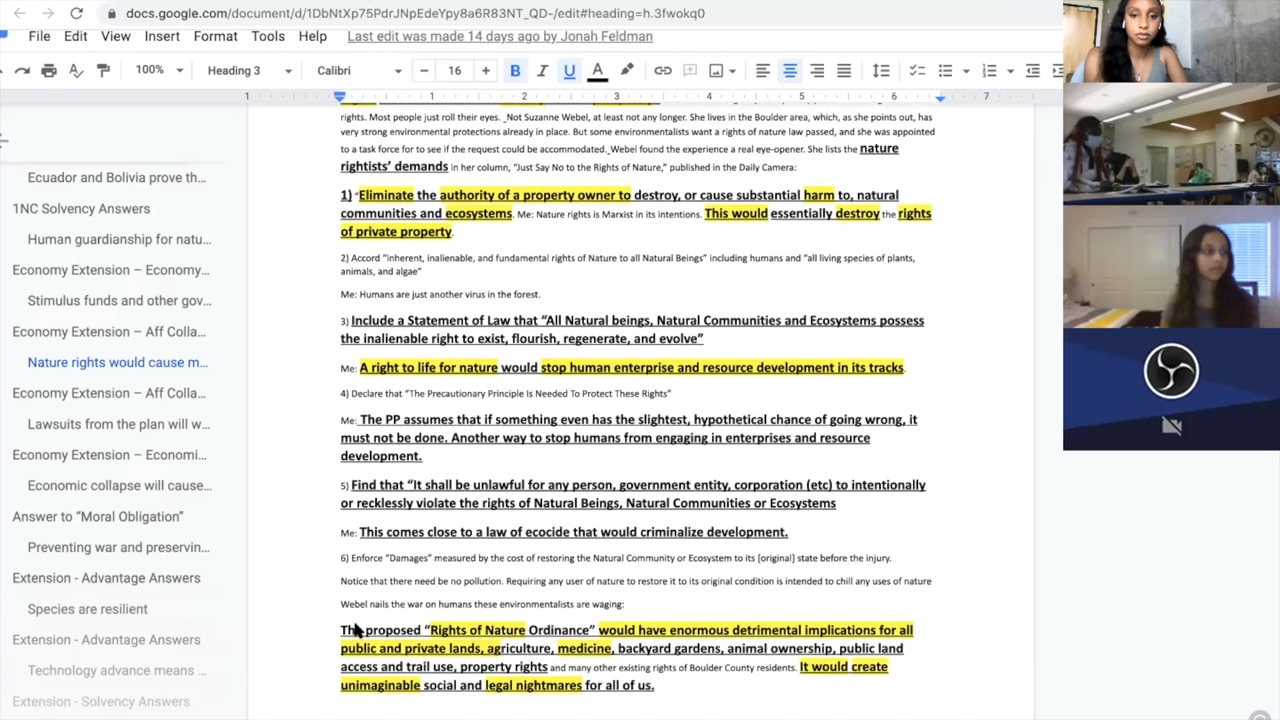 docs.google.com/document/d/1DbNtXp75PdrJNpEdeYpy8a6R83NT_QD-/edit#heading=h.3fwokq0
File Edit View Insert Format Tools Help Last edit was made 14 days ago by Jonah Feldman
100% Heading 3 Calibri 16 B I U A
1 1 2 3 4 5 6 7
Ecuador and Bolivia prove th...
1NC Solvency Answers
Human guardianship for natu...
Economy Extension – Economy...
Stimulus funds and other gov...
Economy Extension – Aff Colla...
Nature rights would cause m...
Economy Extension – Aff Colla...
Lawsuits from the plan will w...
Economy Extension – Economi...
Economic collapse will cause...
Answer to “Moral Obligation”
Preventing war and preservin...
Extension - Advantage Answers
Species are resilient
Extension - Advantage Answers
Technology advance means ...
Extension - Solvency Answers
rights. Most people just roll their eyes. Not Suzanne Webel, at least not any longer. She lives in the Boulder area, which, as she points out, has
very strong environmental protections already in place. But some environmentalists want a rights of nature law passed, and she was appointed
to a task force for to see if the request could be accommodated. Webel found the experience a real eye-opener. She lists the nature
rightists’ demands in her column, “Just Say No to the Rights of Nature,” published in the Daily Camera:
1) “Eliminate the authority of a property owner to destroy, or cause substantial harm to, natural
communities and ecosystems. Me: Nature rights is Marxist in its intentions. This would essentially destroy the rights
of private property.
2) Accord “inherent, inalienable, and fundamental rights of Nature to all Natural Beings” including humans and “all living species of plants,
animals, and algae”
Me: Humans are just another virus in the forest.
3) Include a Statement of Law that “All Natural beings, Natural Communities and Ecosystems possess
the inalienable right to exist, flourish, regenerate, and evolve”
Me: A right to life for nature would stop human enterprise and resource development in its tracks.
4) Declare that “The Precautionary Principle Is Needed To Protect These Rights”
Me: The PP assumes that if something even has the slightest, hypothetical chance of going wrong, it
must not be done. Another way to stop humans from engaging in enterprises and resource
development.
5) Find that “It shall be unlawful for any person, government entity, corporation (etc) to intentionally
or recklessly violate the rights of Natural Beings, Natural Communities or Ecosystems
Me: This comes close to a law of ecocide that would criminalize development.
6) Enforce “Damages” measured by the cost of restoring the Natural Community or Ecosystem to its [original] state before the injury.
Notice that there need be no pollution. Requiring any user of nature to restore it to its original condition is intended to chill any uses of nature
Webel nails the war on humans these environmentalists are waging:
The proposed “Rights of Nature Ordinance” would have enormous detrimental implications for all
public and private lands, agriculture, medicine, backyard gardens, animal ownership, public land
access and trail use, property rights and many other existing rights of Boulder County residents. It would create
unimaginable social and legal nightmares for all of us.